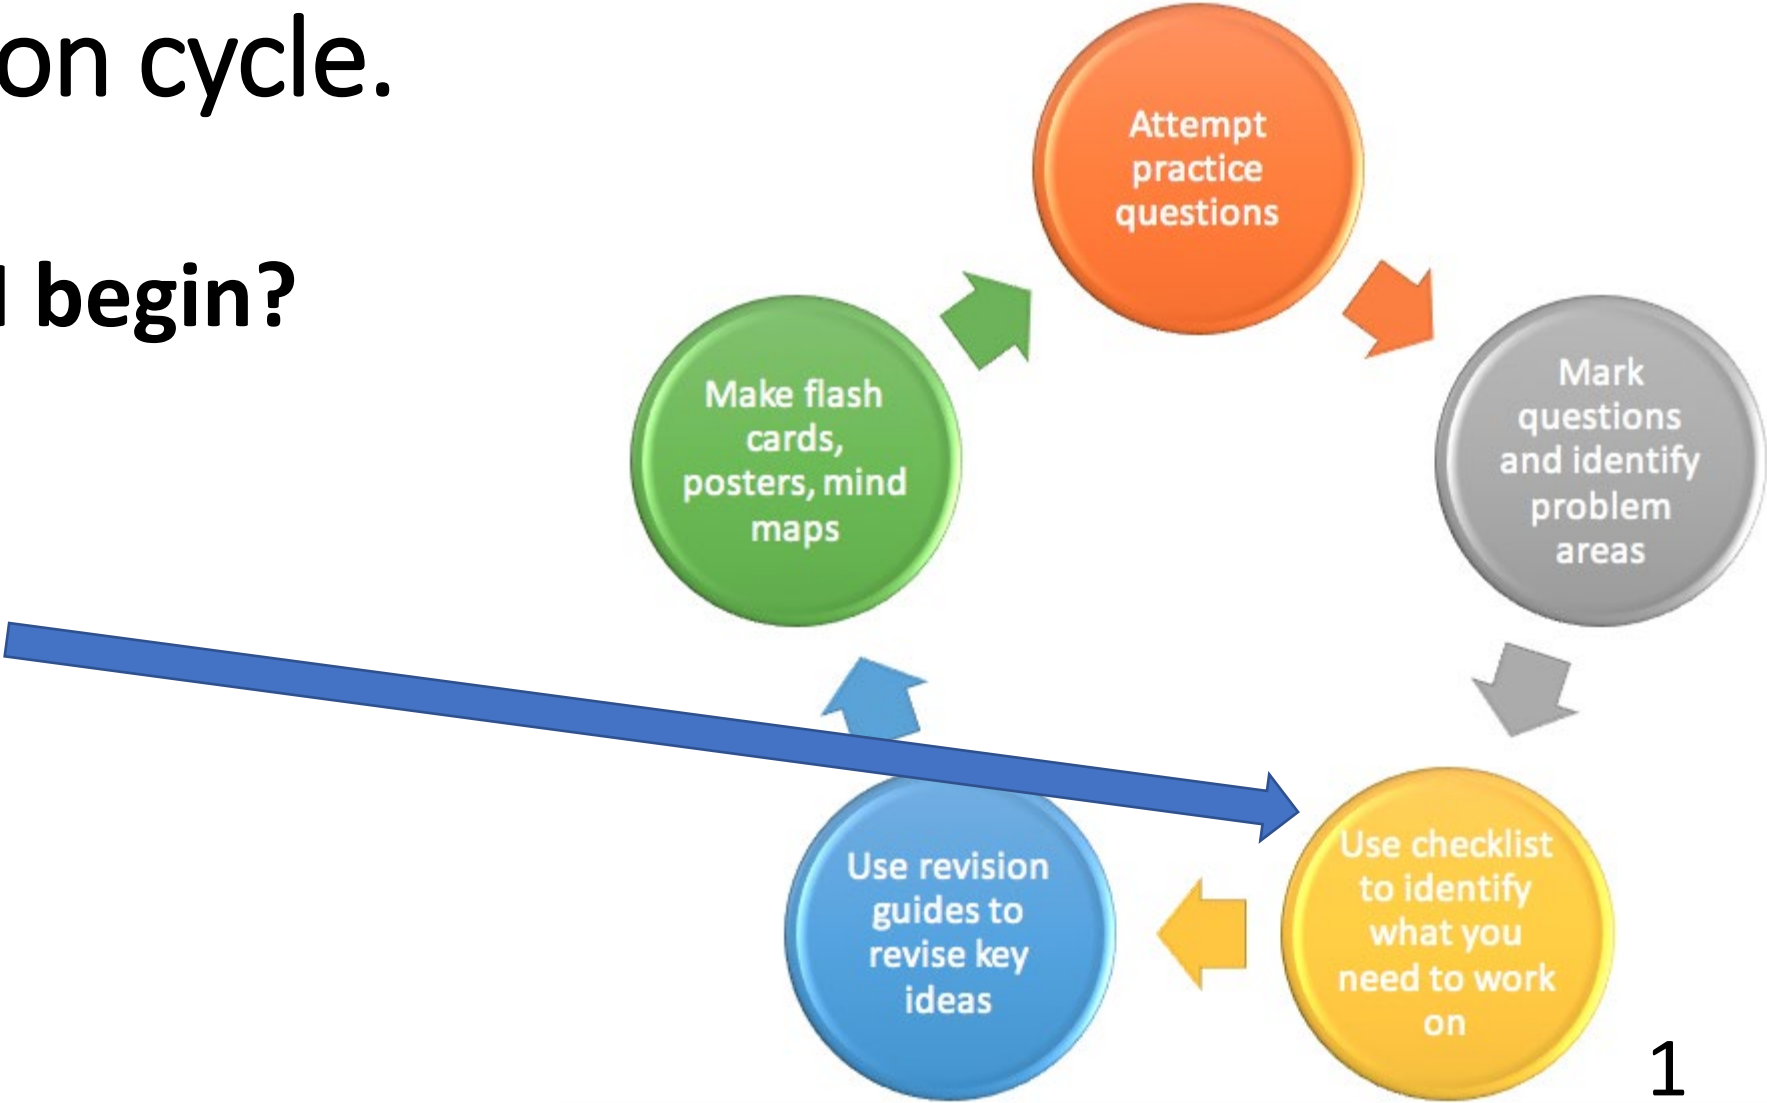 on cycle.
begin?
Attempt
practice
questions
Mark
questions
and identify
problem
areas
Use checklist
to identify
what you
need to work
on
Use revision
guides to
revise key
ideas
Make flash
cards,
posters, mind
maps
1